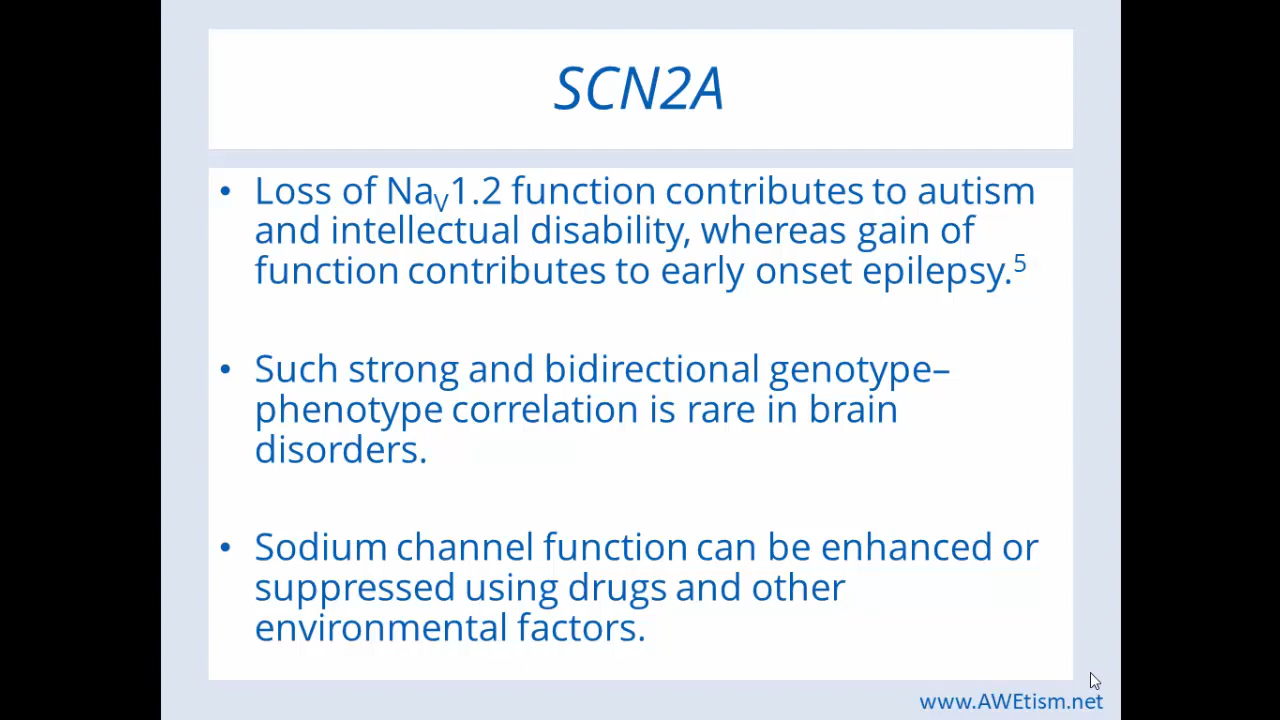 SCN2A
• Loss of NaV1.2 function contributes to autism
and intellectual disability, whereas gain of
function contributes to early onset epilepsy.5
• Such strong and bidirectional genotype–
phenotype correlation is rare in brain
disorders.
• Sodium channel function can be enhanced or
suppressed using drugs and other
environmental factors.
www.AWEtism.net